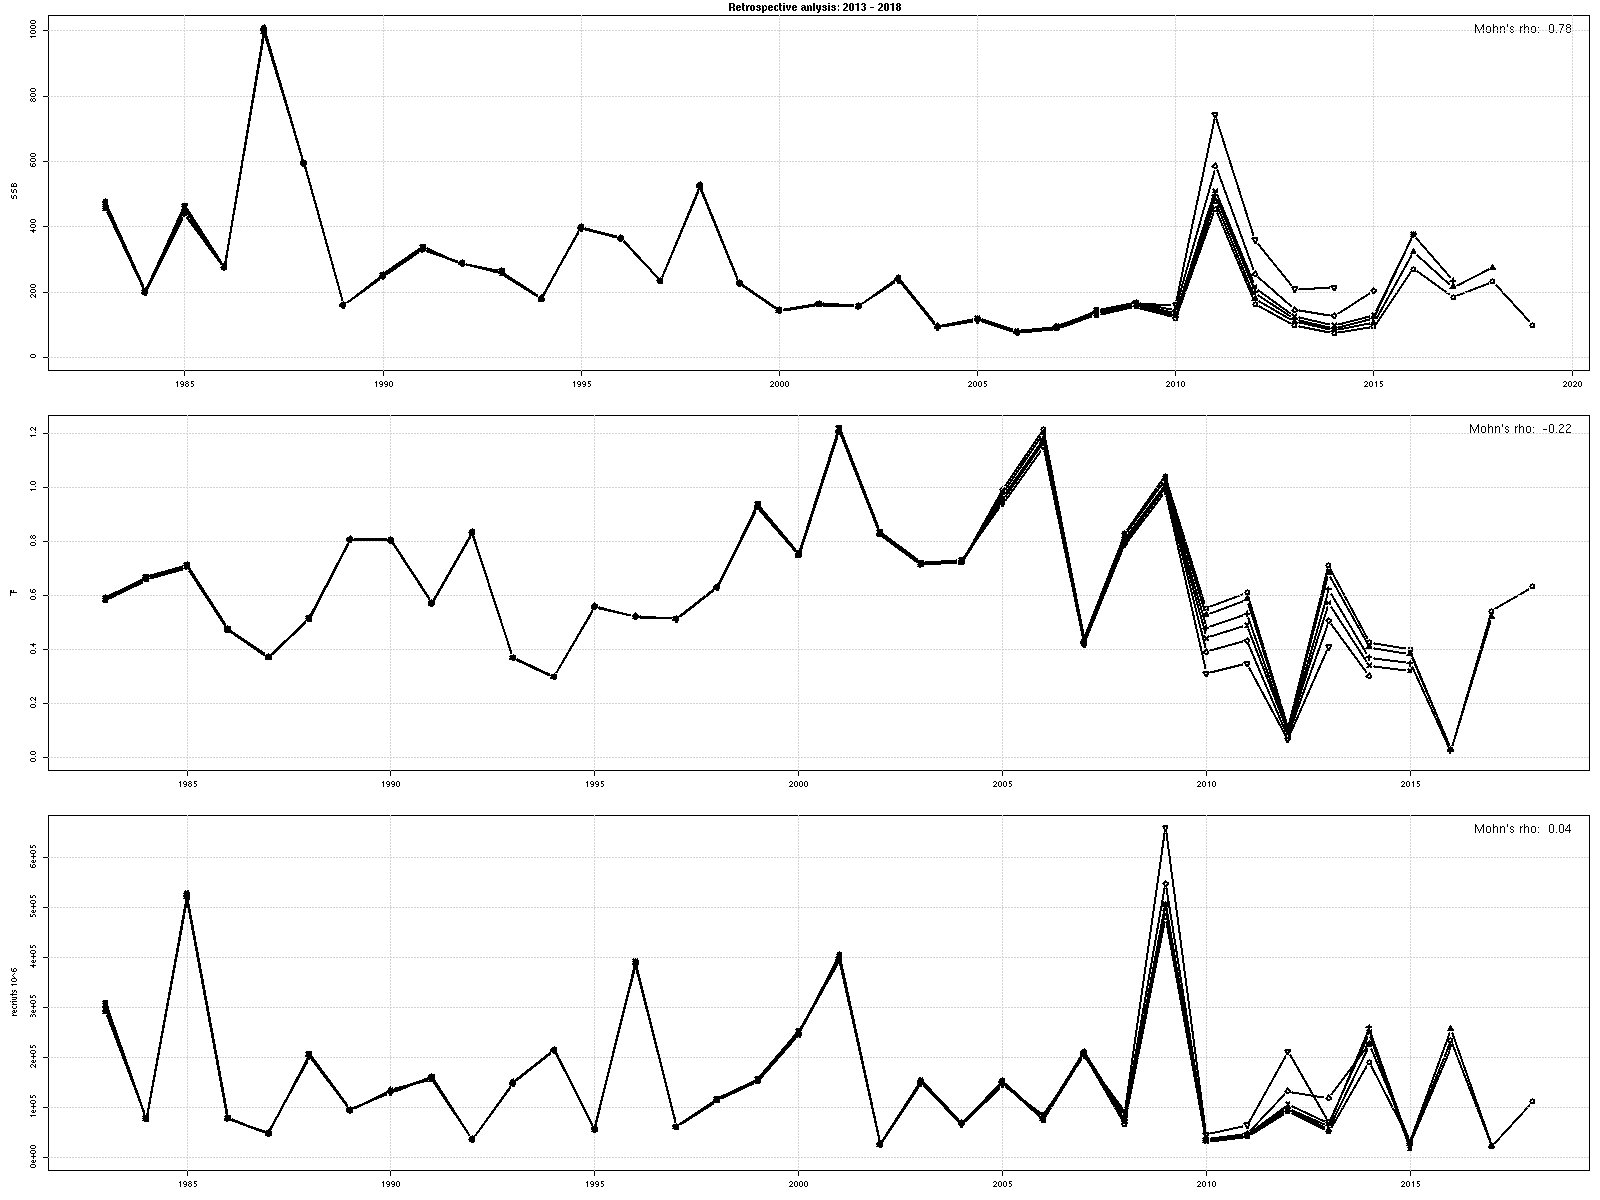 Retrospective anlysis: 2013 - 2018
Mohn's rho: 0.78
1000
800
600
400
200
0
SSB
1985
1990
1995
2000
2005
2010
2015
2020
Mohn's rho: -0.22
1.2
1.0
0.8
0.6
0.4
0.2
0.0
F
1985
1990
1995
2000
2005
2010
2015
Mohn's rho: 0.04
6e+05
5e+05
4e+05
3e+05
2e+05
1e+05
0e+00
recriuts 10^6
1985
1990
1995
2000
2005
2010
2015